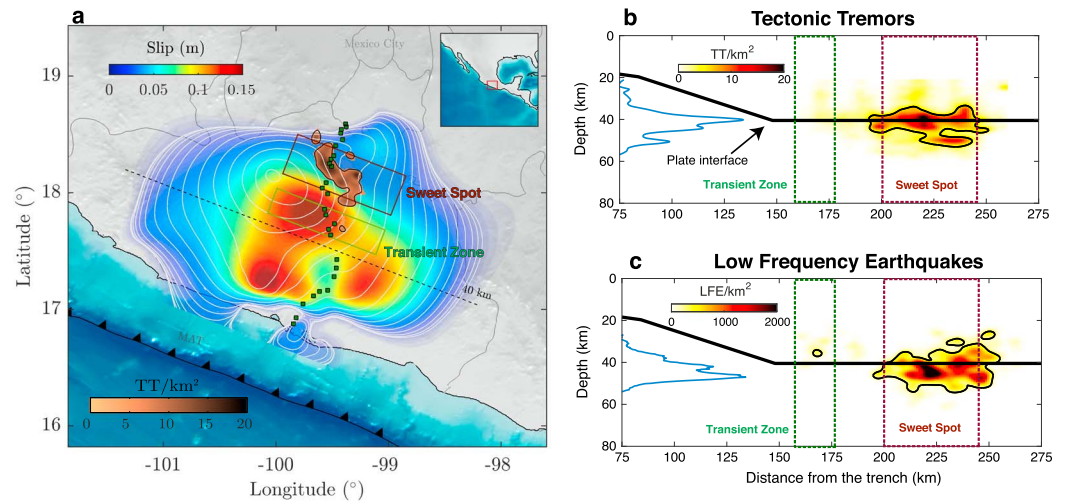 a
Slip (m)
0 0.05 0.1 0.15
Mexico City
Sweet Spot
Transient Zone
40 km
MAT
TT/km²
0 5 10 15 20
19
18
17
16
Latitude (°)
-101 -100 -99 -98
Longitude (°)
b
Tectonic Tremors
TT/km²
0 10 20
0
20
40
60
80
Depth (km)
Plate interface
Transient Zone
Sweet Spot
75 100 125 150 175 200 225 250 275
c
Low Frequency Earthquakes
LFE/km²
0 1000 2000
0
20
40
60
80
Depth (km)
Transient Zone
Sweet Spot
75 100 125 150 175 200 225 250 275
Distance from the trench (km)